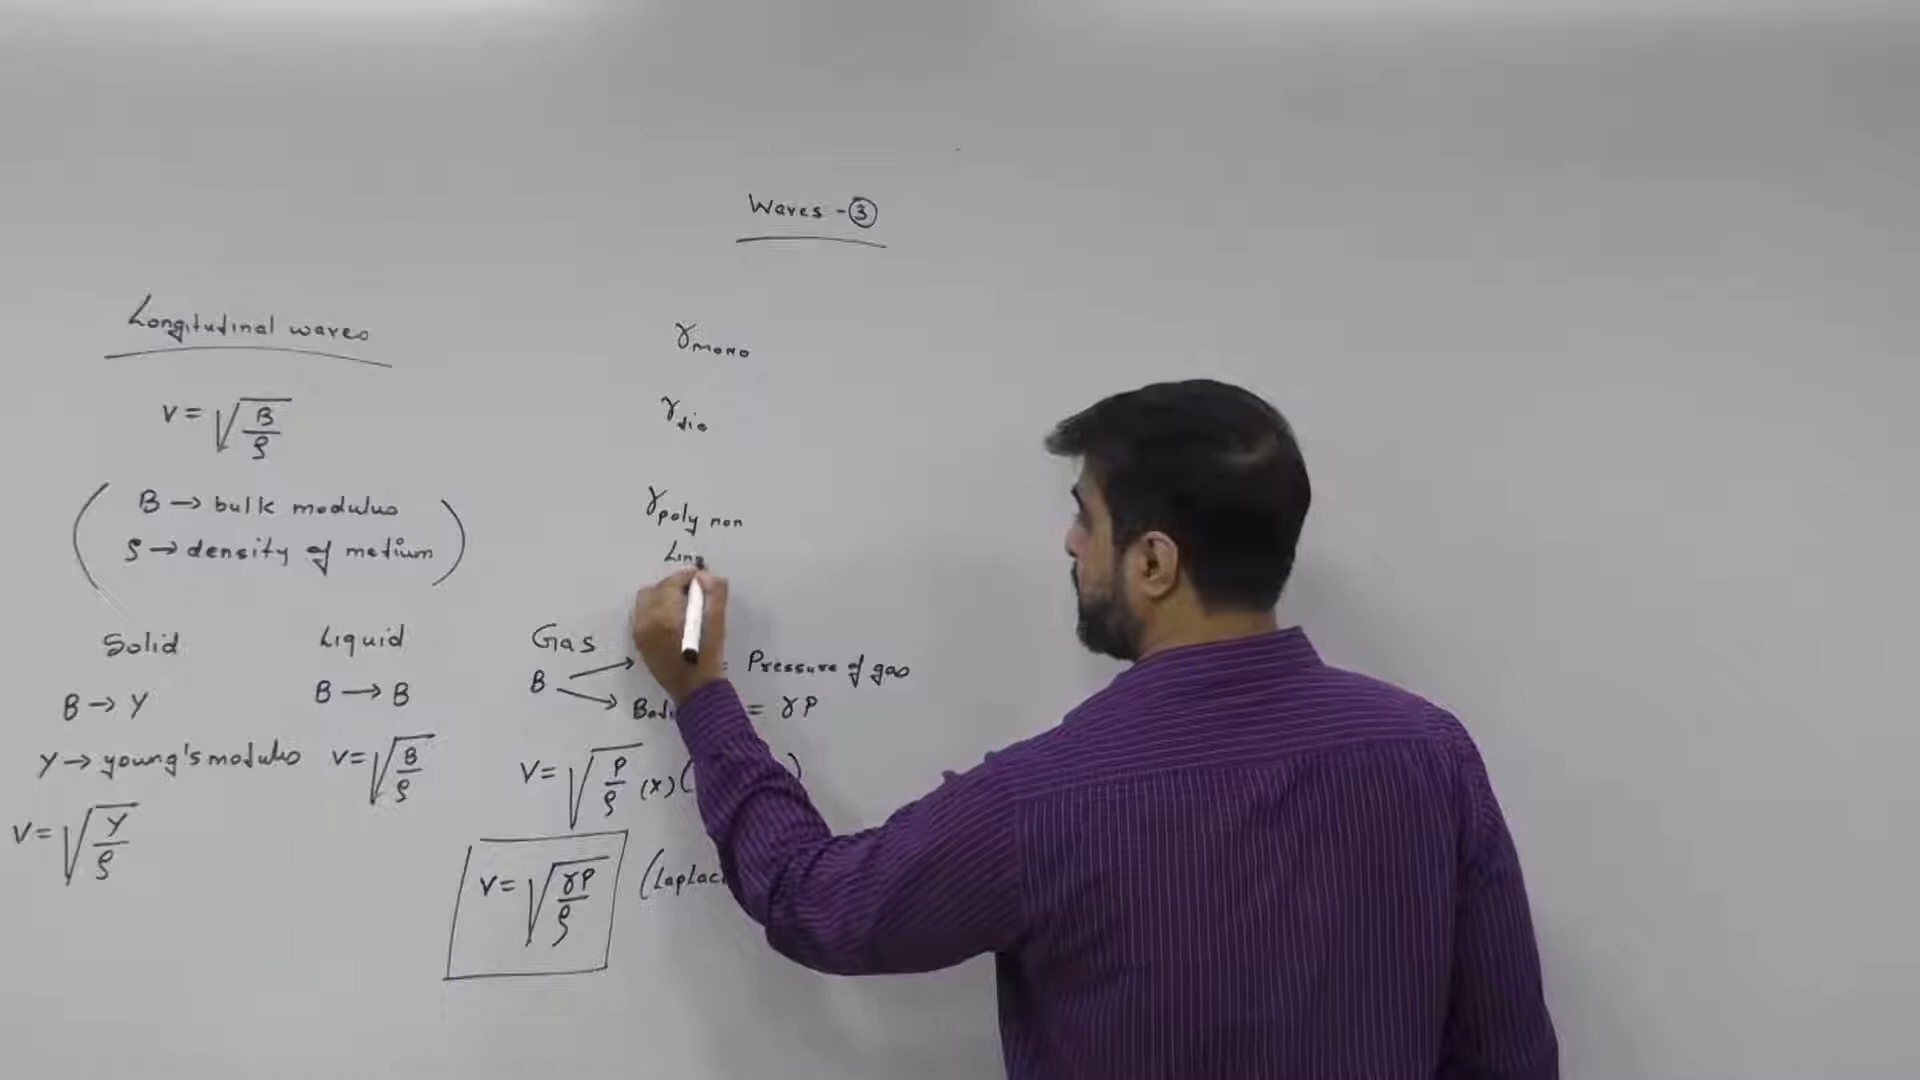 Waves - ③
Longitudinal waves
V = √(B/ρ)
B → bulk modulus
ρ → density of medium
Solid
B → Y
Y → young's modulus
V = √(Y/ρ)
Liquid
B → B
V = √(B/ρ)
γmono
γdia
γpoly non
Gas
B
= Pressure of gas
= γP
V = √(P/ρ) (x) (
V = √(γP/ρ)